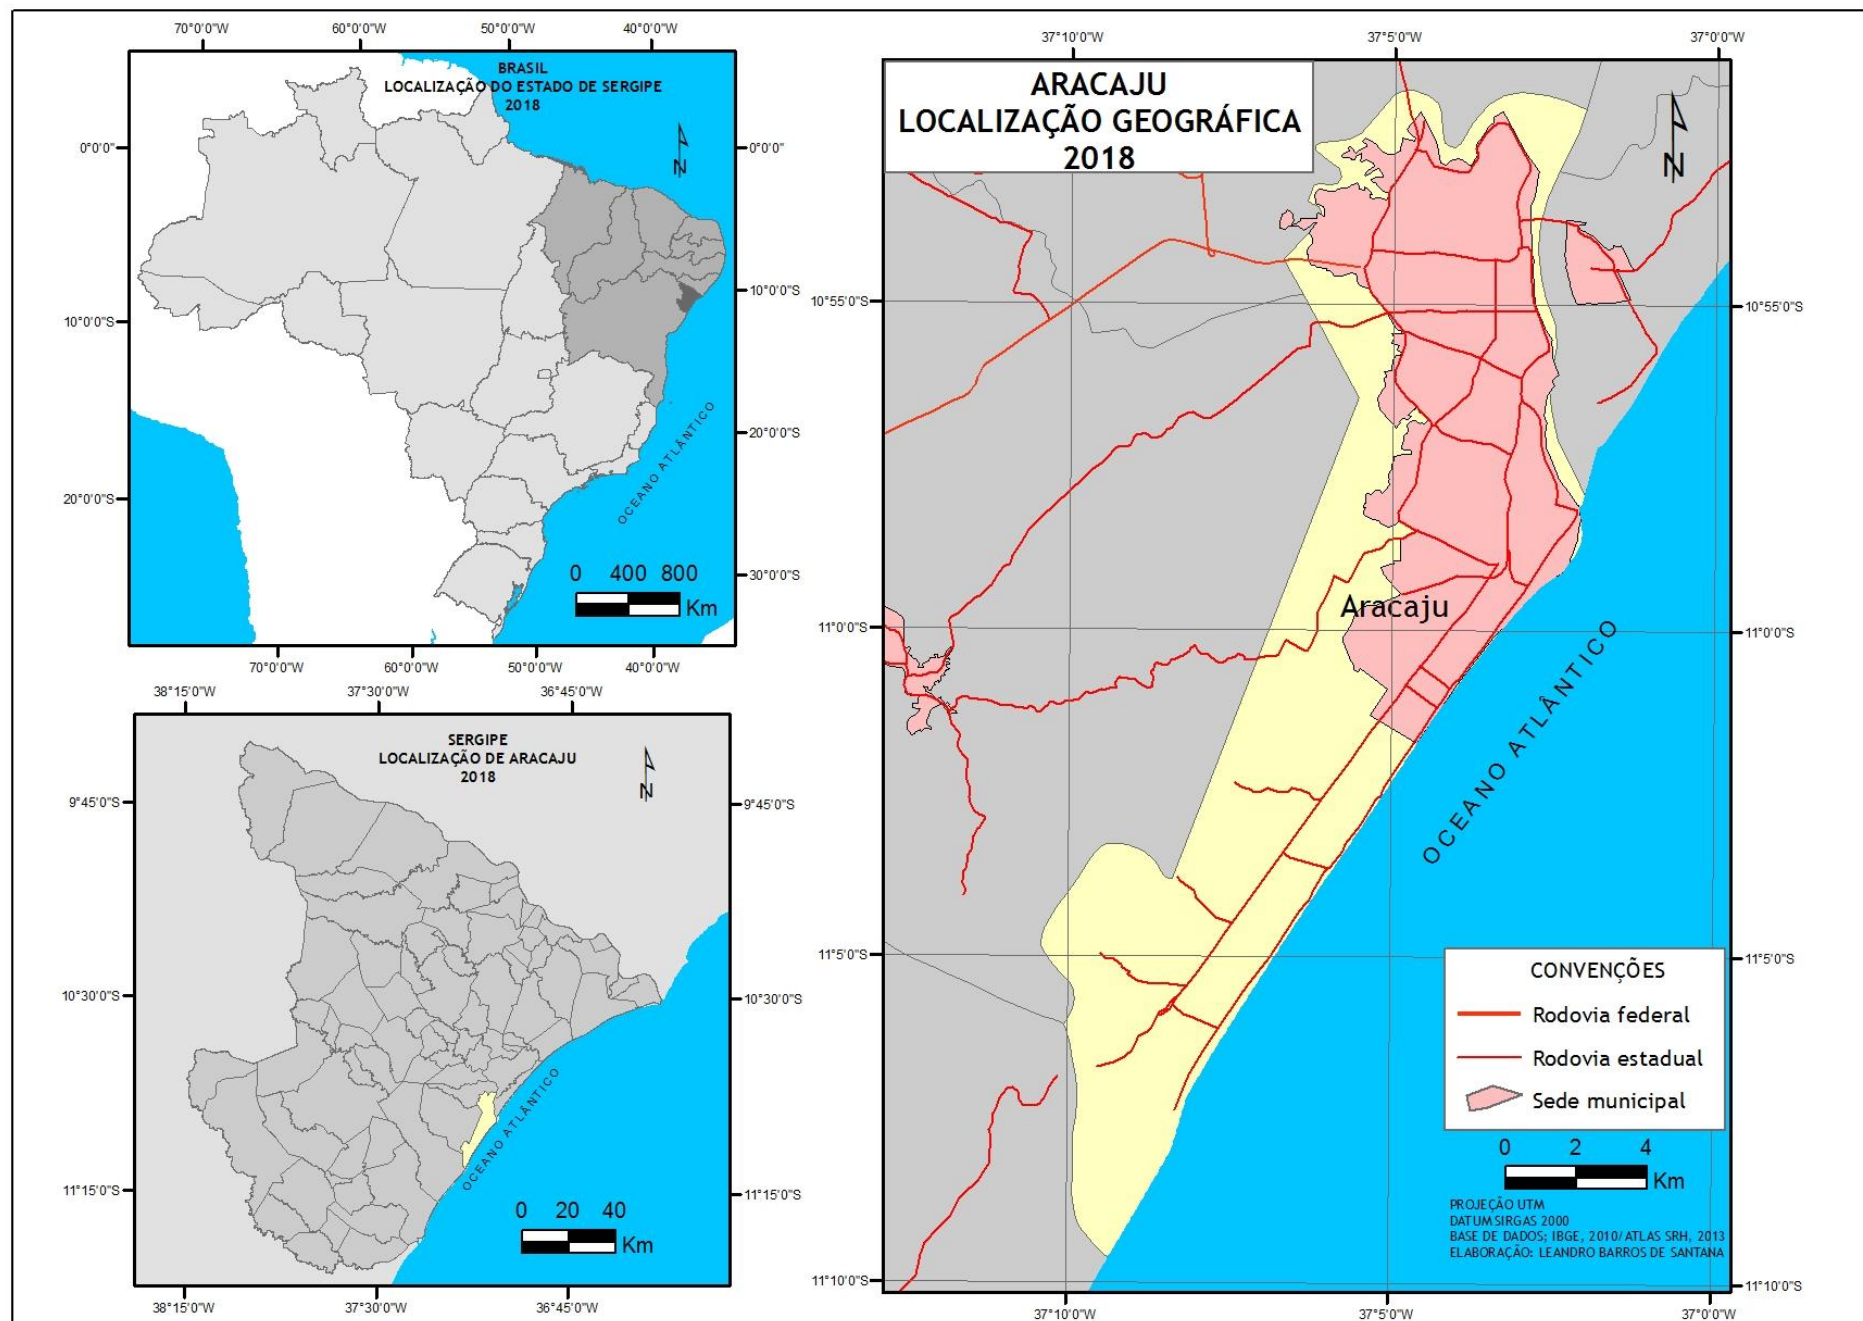 70°0'0"W 60°0'0"W 50°0'0"W 40°0'0"W
BRASIL
LOCALIZAÇÃO DO ESTADO DE SERGIPE
2018
N
0°0'0" 0°0'0"
10°0'0"S
10°0'0"S
20°0'0"S
20°0'0"S
30°0'0"S
OCEANO ATLÂNTICO
0 400 800
Km
70°0'0"W 60°0'0"W 50°0'0"W 40°0'0"W
38°15'0"W 37°30'0"W 36°45'0"W
SERGIPE
LOCALIZAÇÃO DE ARACAJU
2018
N
9°45'0"S 9°45'0"S
10°30'0"S 10°30'0"S
11°15'0"S 11°15'0"S
OCEANO ATLÂNTICO
0 20 40
Km
38°15'0"W 37°30'0"W 36°45'0"W
37°10'0"W 37°5'0"W 37°0'0"W
ARACAJU
LOCALIZAÇÃO GEOGRÁFICA
2018
N
10°55'0"S 10°55'0"S
Aracaju
11°0'0"S 11°0'0"S
OCEANO ATLÂNTICO
11°5'0"S 11°5'0"S
CONVENÇÕES
Rodovia federal
Rodovia estadual
Sede municipal
0 2 4
Km
PROJEÇÃO UTM
DATUM SIRGAS 2000
BASE DE DADOS; IBGE, 2010/ ATLAS SRH, 2013
ELABORAÇÃO: LEANDRO BARROS DE SANTANA
11°10'0"S 11°10'0"S
37°10'0"W 37°5'0"W 37°0'0"W